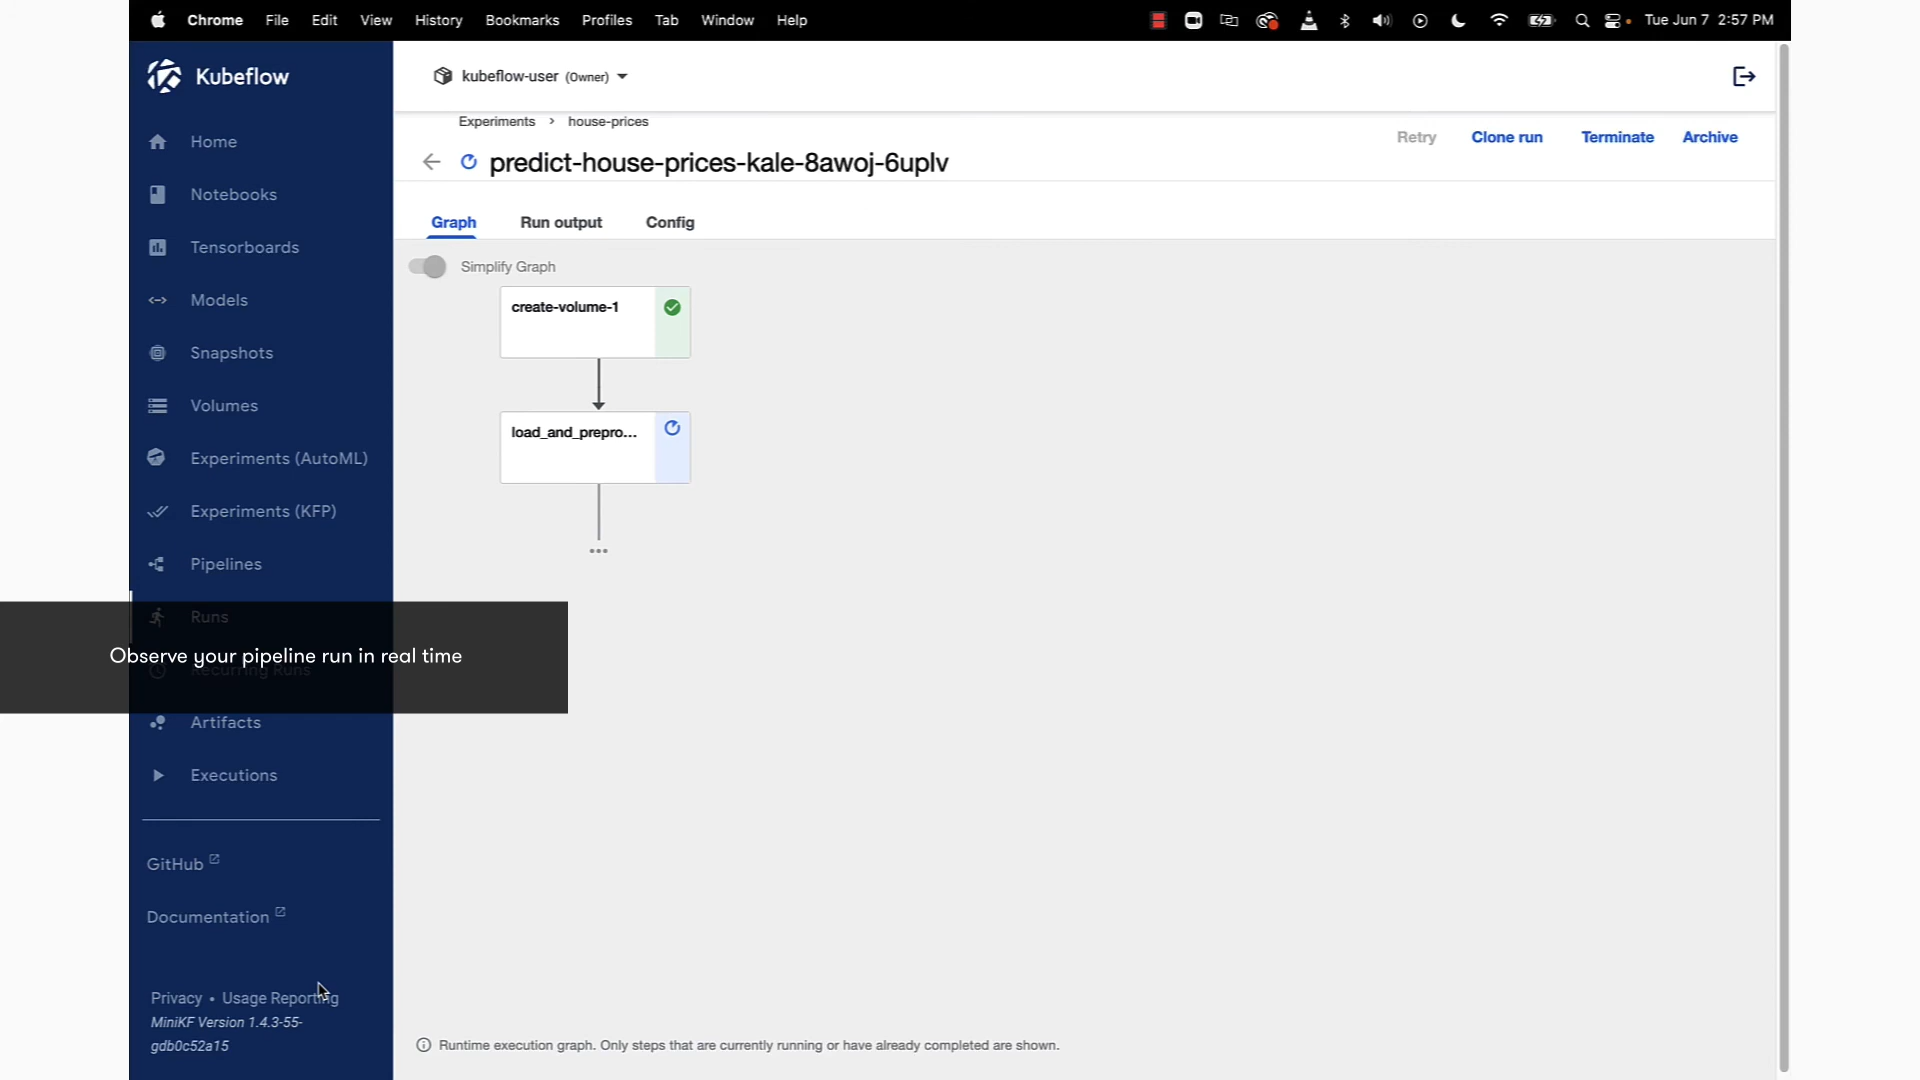 Chrome File Edit View History Bookmarks Profiles Tab Window Help Tue Jun 7 2:57 PM
Kubeflow
kubeflow-user (Owner)
Experiments › house-prices
Retry Clone run Terminate Archive
predict-house-prices-kale-8awoj-6uplv
Graph Run output Config
Simplify Graph
create-volume-1
load_and_prepro...
Home
Notebooks
Tensorboards
Models
Snapshots
Volumes
Experiments (AutoML)
Experiments (KFP)
Pipelines
Runs
Observe your pipeline run in real time
Recurring Runs
Artifacts
Executions
GitHub
Documentation
Privacy • Usage Reporting
MiniKF Version 1.4.3-55-
gdb0c52a15
Runtime execution graph. Only steps that are currently running or have already completed are shown.